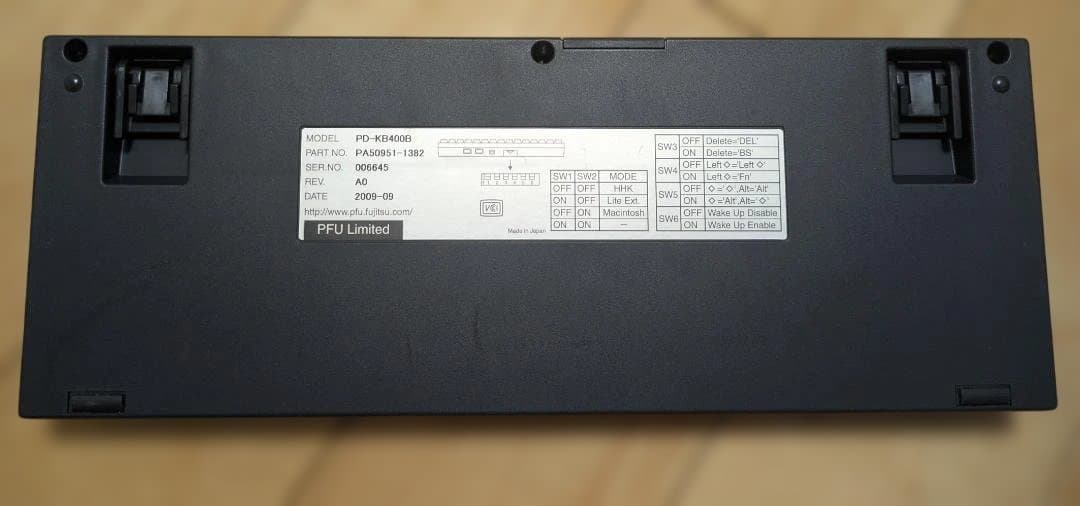 MODEL PD-KB400B
PART NO. PA50951-1382
SER.NO. 006645
REV. A0
DATE 2009-09
http://www.pfu.fujitsu.com/
PFU Limited
VCI
Made in Japan
SW1 SW2 MODE
OFF OFF HHK
ON OFF Lite Ext.
OFF ON Macintosh
ON ON —
SW3 OFF Delete='DEL'
ON Delete='BS'
SW4 OFF Left◇='Left◇'
ON Left◇='Fn'
SW5 OFF ◇='◇',Alt='Alt'
ON ◇='Alt',Alt='◇'
SW6 OFF Wake Up Disable
ON Wake Up Enable